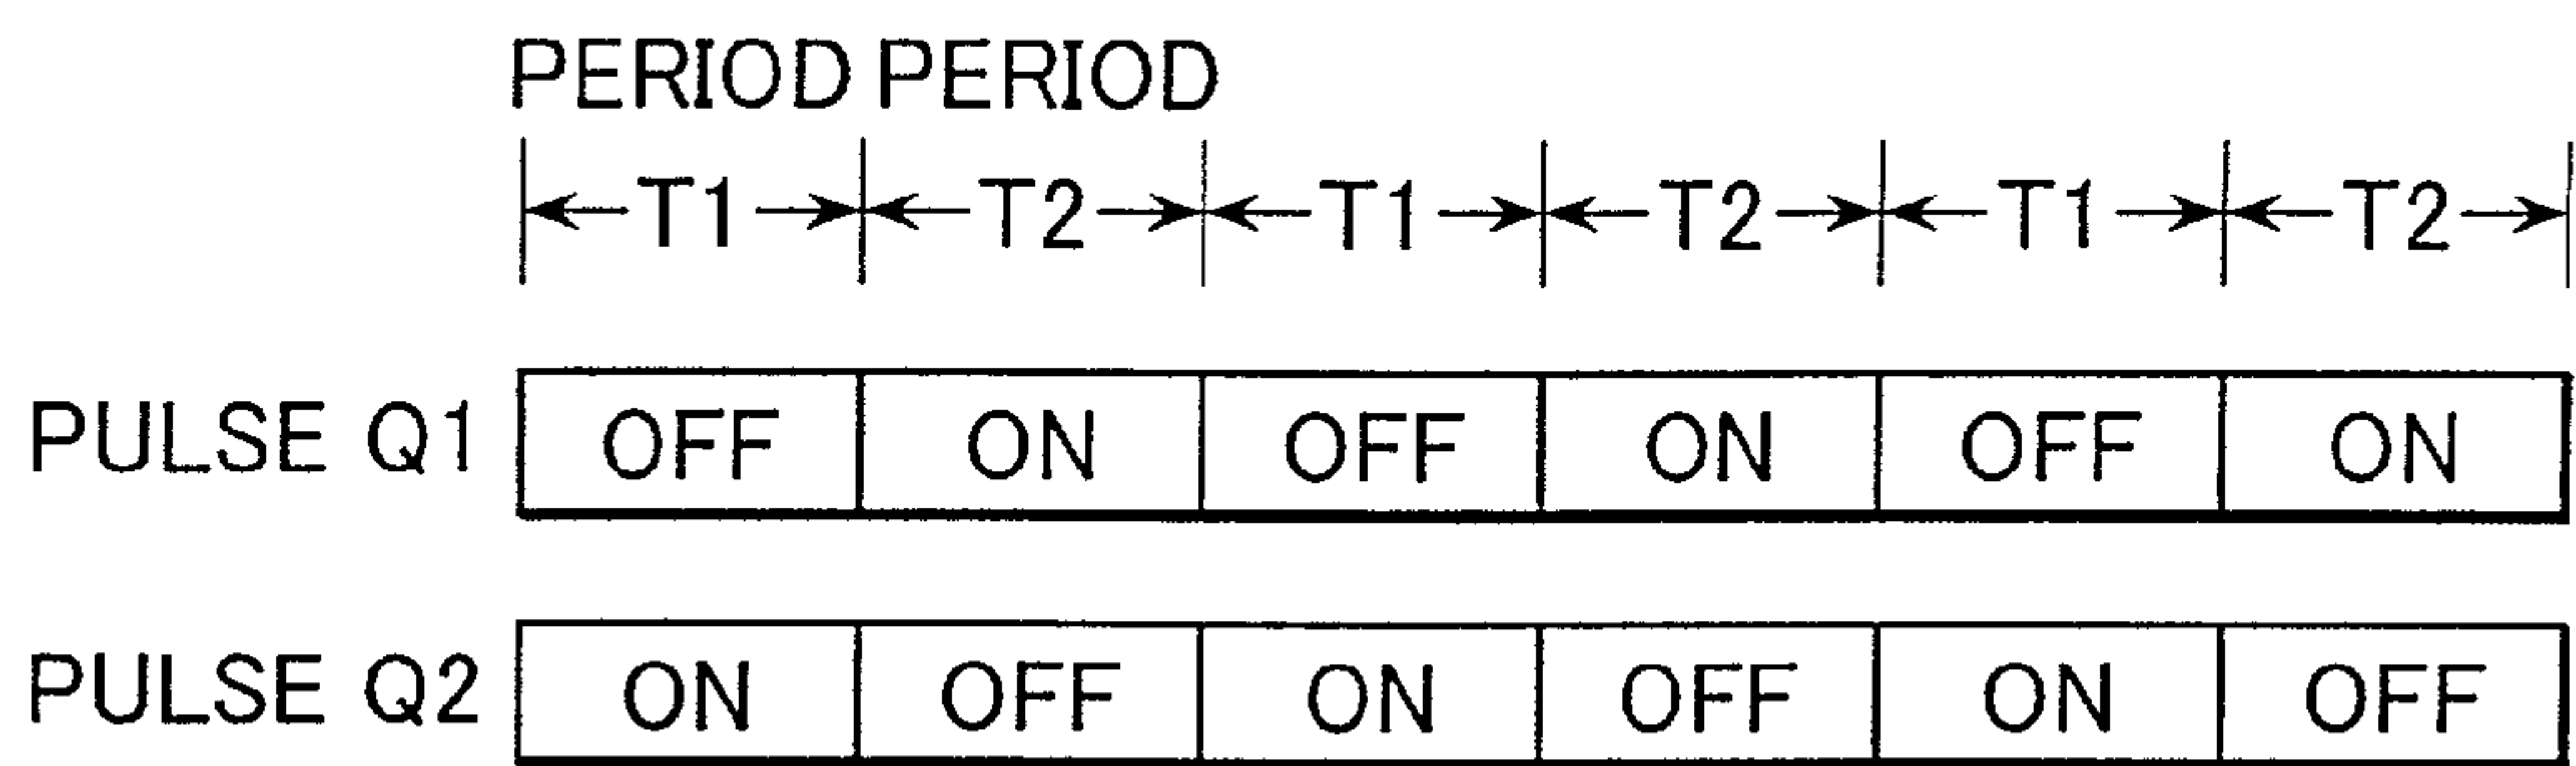 PERIOD PERIOD
T1 T2 T1 T2 T1 T2
PULSE Q1 OFF ON OFF ON OFF ON
PULSE Q2 ON OFF ON OFF ON OFF